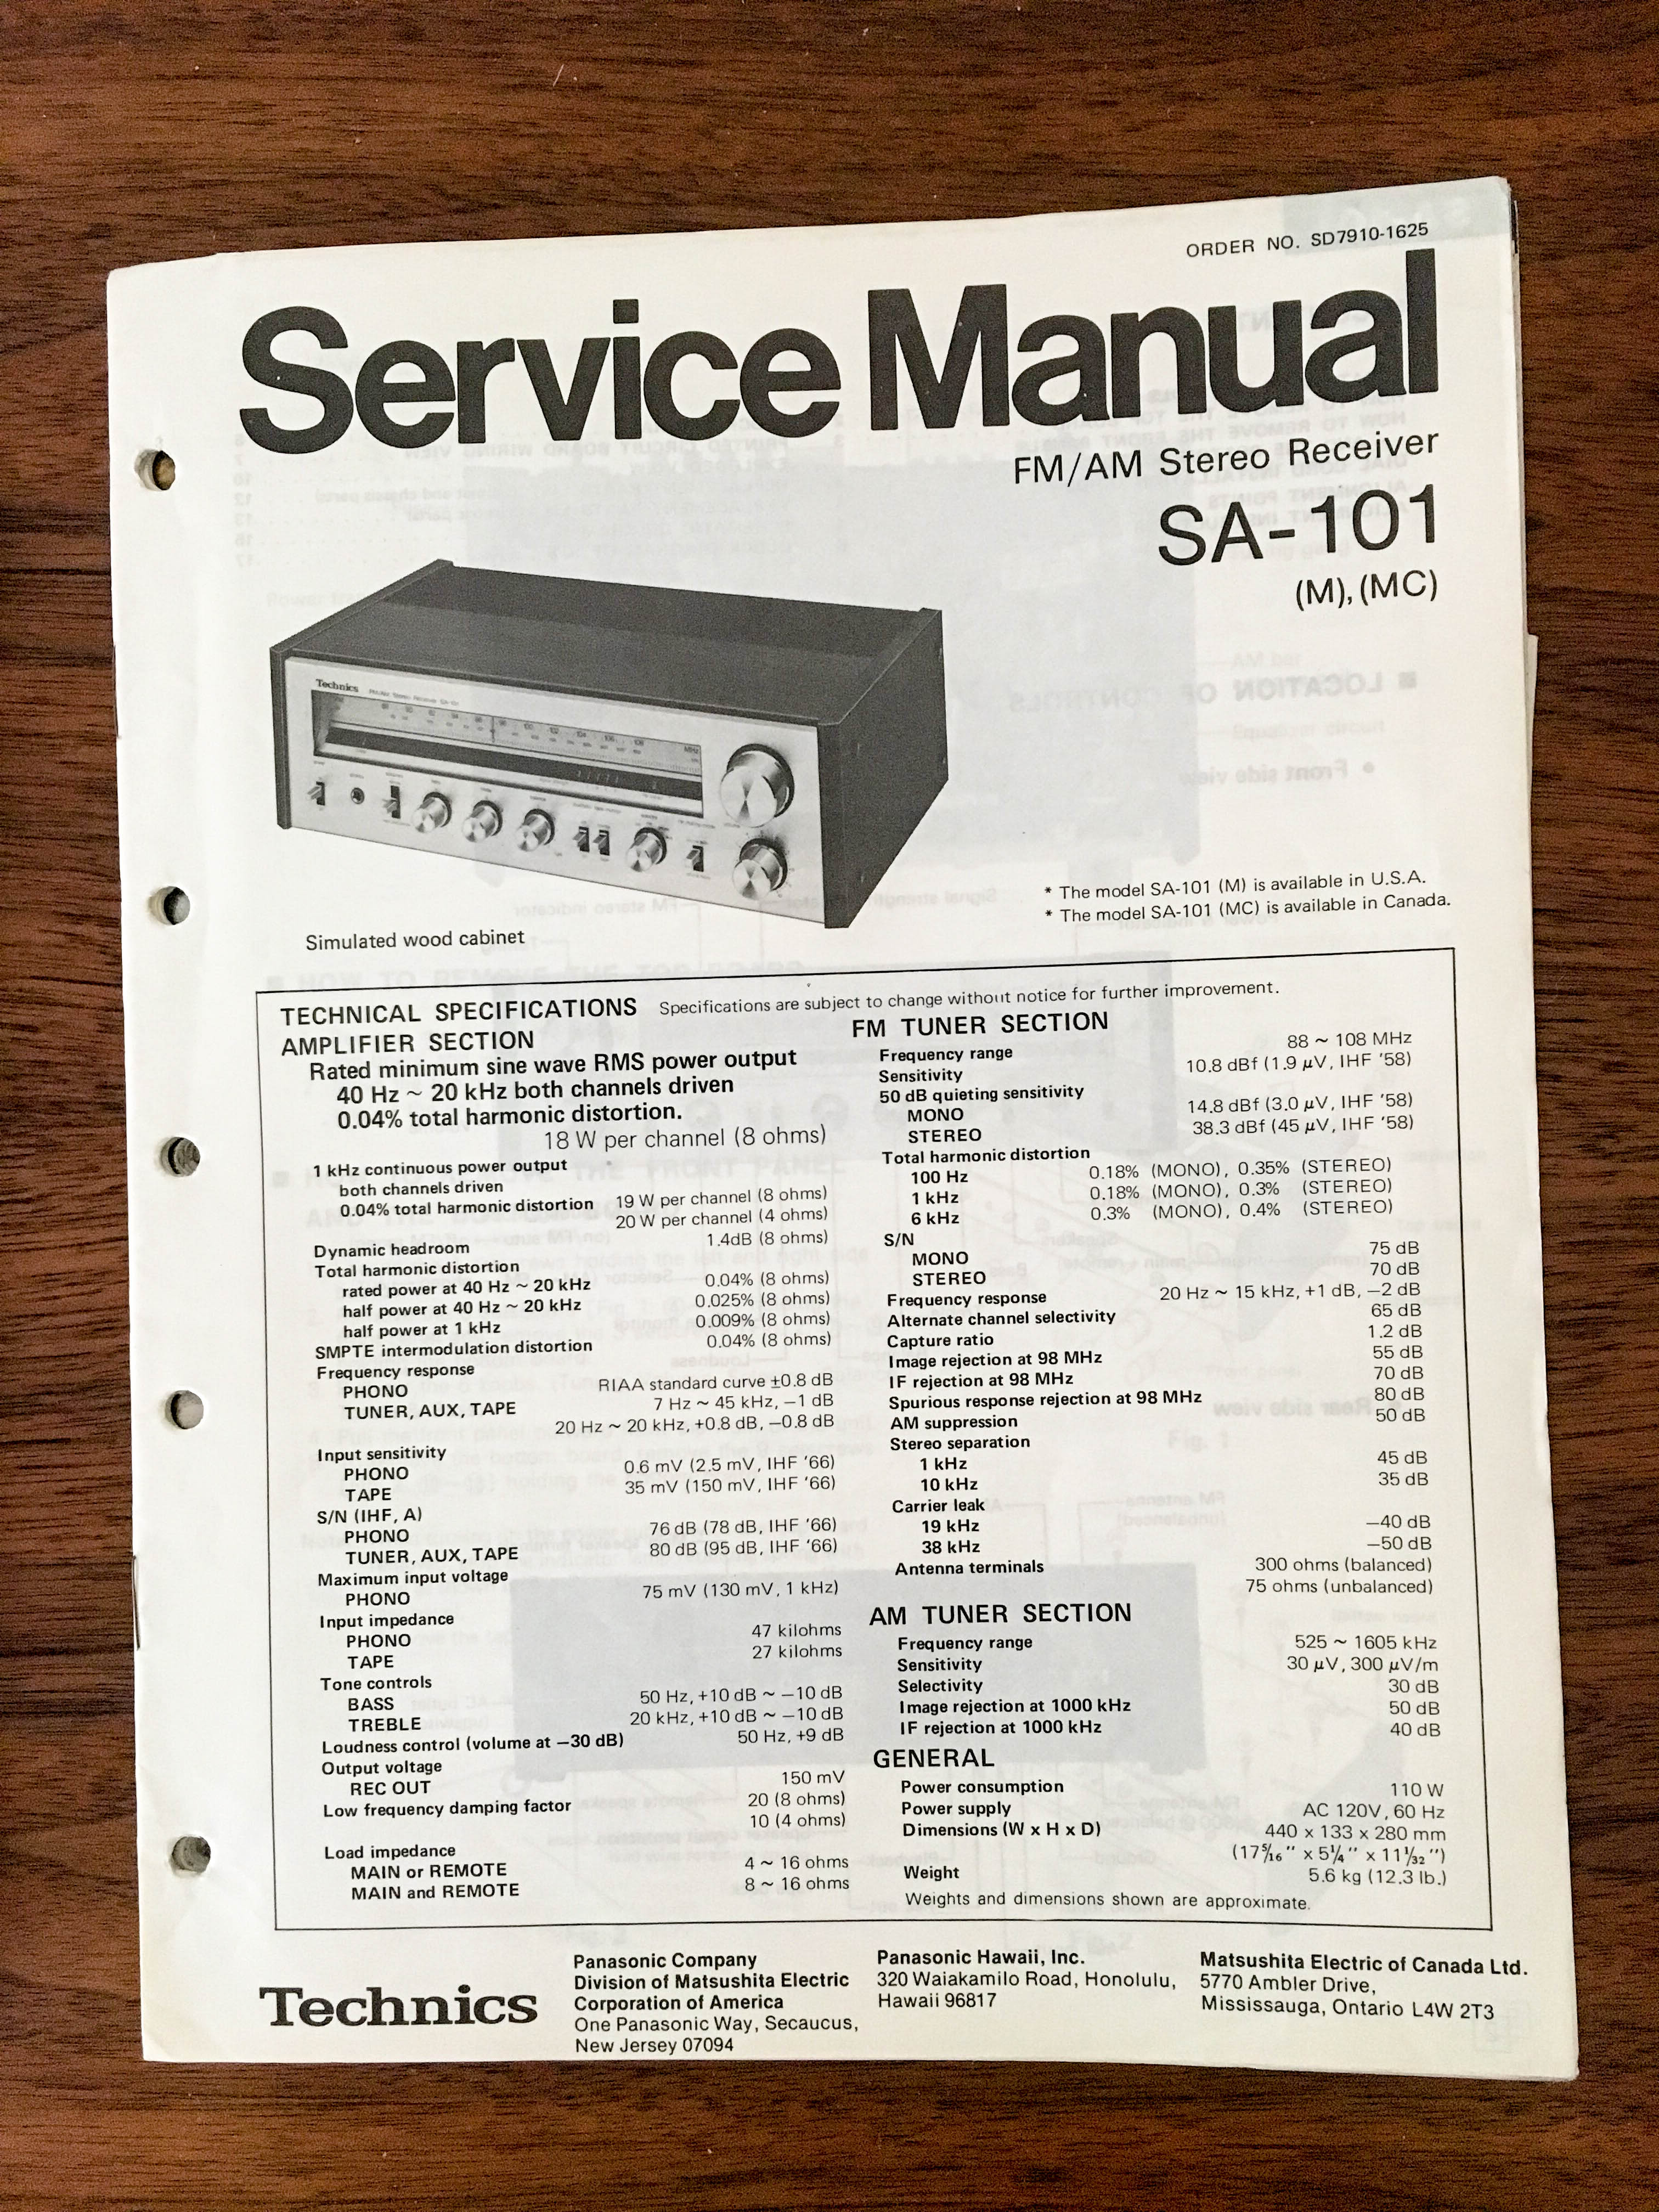 ORDER NO. SD7910-1625
Service Manual
FM/AM Stereo Receiver
SA-101
(M), (MC)
Technics
* The model SA-101 (M) is available in U.S.A.
* The model SA-101 (MC) is available in Canada.
Simulated wood cabinet
TECHNICAL SPECIFICATIONS Specifications are subject to change without notice for further improvement.
AMPLIFIER SECTION
Rated minimum sine wave RMS power output
40 Hz ~ 20 kHz both channels driven
0.04% total harmonic distortion.
18 W per channel (8 ohms)
1 kHz continuous power output
both channels driven
0.04% total harmonic distortion 19 W per channel (8 ohms)
20 W per channel (4 ohms)
Dynamic headroom 1.4dB (8 ohms)
Total harmonic distortion
rated power at 40 Hz ~ 20 kHz 0.04% (8 ohms)
half power at 40 Hz ~ 20 kHz 0.025% (8 ohms)
half power at 1 kHz 0.009% (8 ohms)
SMPTE intermodulation distortion 0.04% (8 ohms)
Frequency response
PHONO RIAA standard curve ±0.8 dB
TUNER, AUX, TAPE 7 Hz ~ 45 kHz, −1 dB
20 Hz ~ 20 kHz, +0.8 dB, −0.8 dB
Input sensitivity
PHONO 0.6 mV (2.5 mV, IHF '66)
TAPE 35 mV (150 mV, IHF '66)
S/N (IHF, A)
PHONO 76 dB (78 dB, IHF '66)
TUNER, AUX, TAPE 80 dB (95 dB, IHF '66)
Maximum input voltage
PHONO 75 mV (130 mV, 1 kHz)
Input impedance
PHONO 47 kilohms
TAPE 27 kilohms
Tone controls
BASS 50 Hz, +10 dB ~ −10 dB
TREBLE 20 kHz, +10 dB ~ −10 dB
Loudness control (volume at −30 dB) 50 Hz, +9 dB
Output voltage
REC OUT 150 mV
Low frequency damping factor 20 (8 ohms)
10 (4 ohms)
Load impedance
MAIN or REMOTE 4 ~ 16 ohms
MAIN and REMOTE 8 ~ 16 ohms
FM TUNER SECTION
Frequency range 88 ~ 108 MHz
Sensitivity 10.8 dBf (1.9 μV, IHF '58)
50 dB quieting sensitivity
MONO 14.8 dBf (3.0 μV, IHF '58)
STEREO 38.3 dBf (45 μV, IHF '58)
Total harmonic distortion
100 Hz 0.18% (MONO), 0.35% (STEREO)
1 kHz 0.18% (MONO), 0.3% (STEREO)
6 kHz 0.3% (MONO), 0.4% (STEREO)
S/N
MONO 75 dB
STEREO 70 dB
Frequency response 20 Hz ~ 15 kHz, +1 dB, −2 dB
Alternate channel selectivity 65 dB
Capture ratio 1.2 dB
Image rejection at 98 MHz 55 dB
IF rejection at 98 MHz 70 dB
Spurious response rejection at 98 MHz 80 dB
AM suppression 50 dB
Stereo separation
1 kHz 45 dB
10 kHz 35 dB
Carrier leak
19 kHz −40 dB
38 kHz −50 dB
Antenna terminals 300 ohms (balanced)
75 ohms (unbalanced)
AM TUNER SECTION
Frequency range 525 ~ 1605 kHz
Sensitivity 30 μV, 300 μV/m
Selectivity 30 dB
Image rejection at 1000 kHz 50 dB
IF rejection at 1000 kHz 40 dB
GENERAL
Power consumption 110 W
Power supply AC 120V, 60 Hz
Dimensions (W x H x D) 440 x 133 x 280 mm
(17 5/16" x 5 1/4" x 11 1/32")
Weight 5.6 kg (12.3 lb.)
Weights and dimensions shown are approximate.
Technics
Panasonic Company
Division of Matsushita Electric
Corporation of America
One Panasonic Way, Secaucus,
New Jersey 07094
Panasonic Hawaii, Inc.
320 Waiakamilo Road, Honolulu,
Hawaii 96817
Matsushita Electric of Canada Ltd.
5770 Ambler Drive,
Mississauga, Ontario L4W 2T3